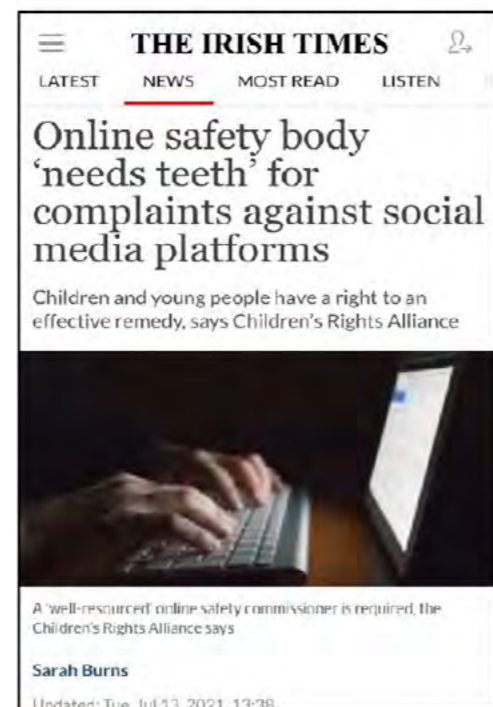 THE IRISH TIMES
LATEST NEWS MOST READ LISTEN
Online safety body
‘needs teeth’ for
complaints against social
media platforms
Children and young people have a right to an
effective remedy, says Children’s Rights Alliance
A ‘well-resourced’ online safety commissioner is required, the
Children’s Rights Alliance says
Sarah Burns
Updated: Tue, Jul 13, 2021, 13:38